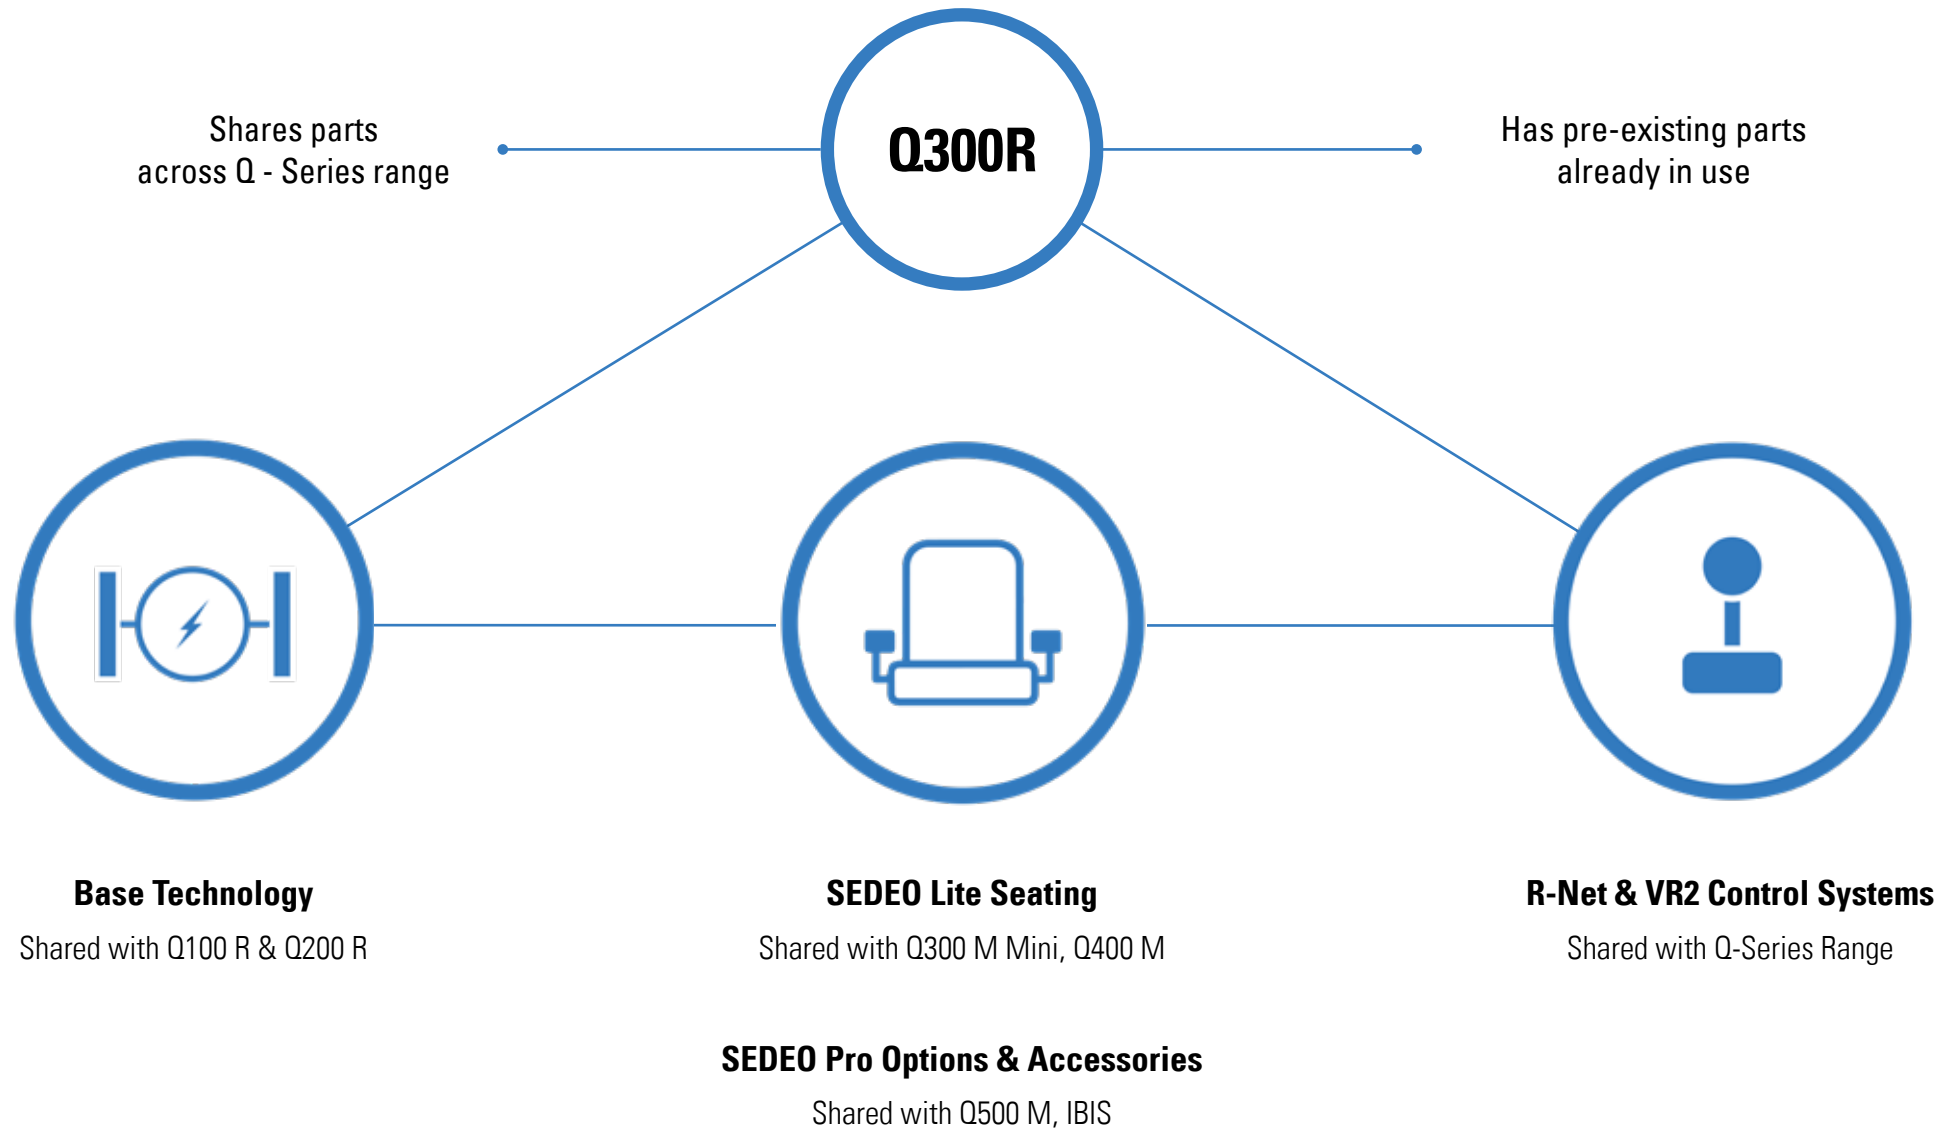 Q300R
Shares parts
across Q - Series range
Has pre-existing parts
already in use
Base Technology
Shared with Q100 R & Q200 R
SEDEO Lite Seating
Shared with Q300 M Mini, Q400 M
R-Net & VR2 Control Systems
Shared with Q-Series Range
SEDEO Pro Options & Accessories
Shared with Q500 M, IBIS